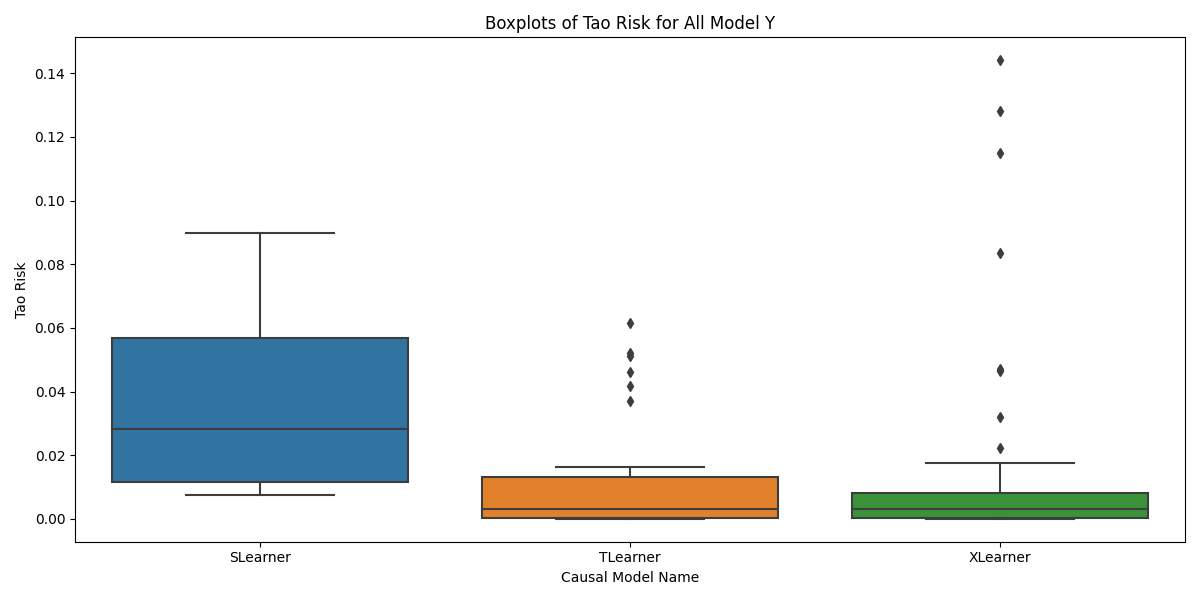 Boxplots of Tao Risk for All Model Y
0.14
0.12
0.10
0.08
0.06
0.04
0.02
0.00
Tao Risk
SLearner
TLearner
XLearner
Causal Model Name